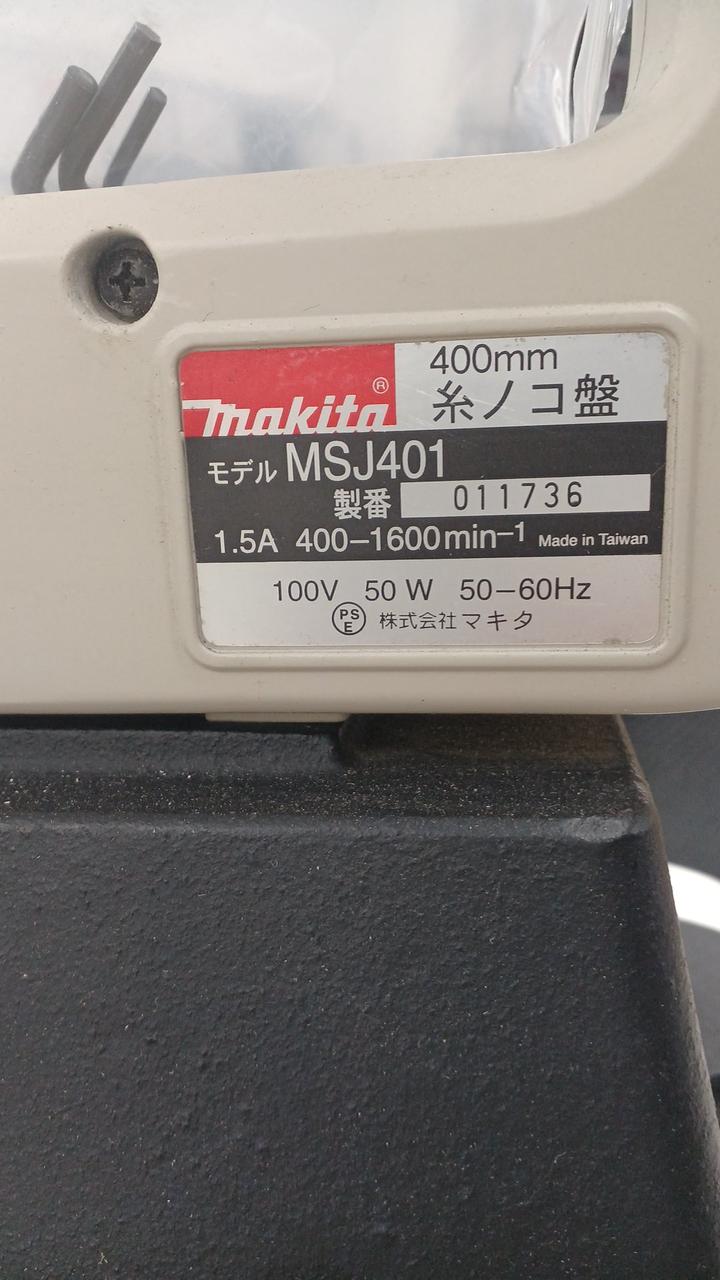 400mm
makita® 糸ノコ盤
モデル MSJ401
製番 011736
1.5A 400–1600min–1 Made in Taiwan
100V 50W 50–60Hz
PSE 株式会社マキタ